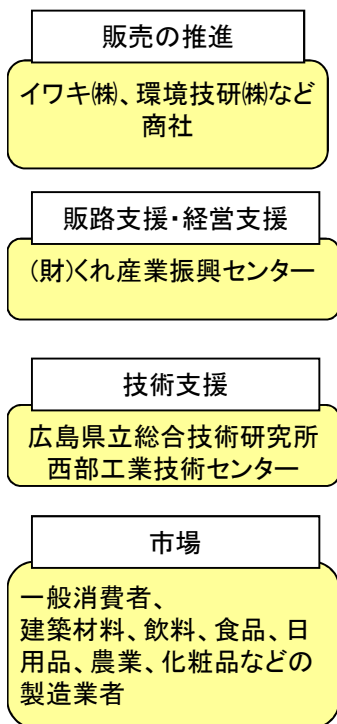 販売の推進
イワキ㈱、環境技研㈱など
商社
販路支援・経営支援
(財)くれ産業振興センター
技術支援
広島県立総合技術研究所
西部工業技術センター
市場
一般消費者、
建築材料、飲料、食品、日
用品、農業、化粧品などの
製造業者